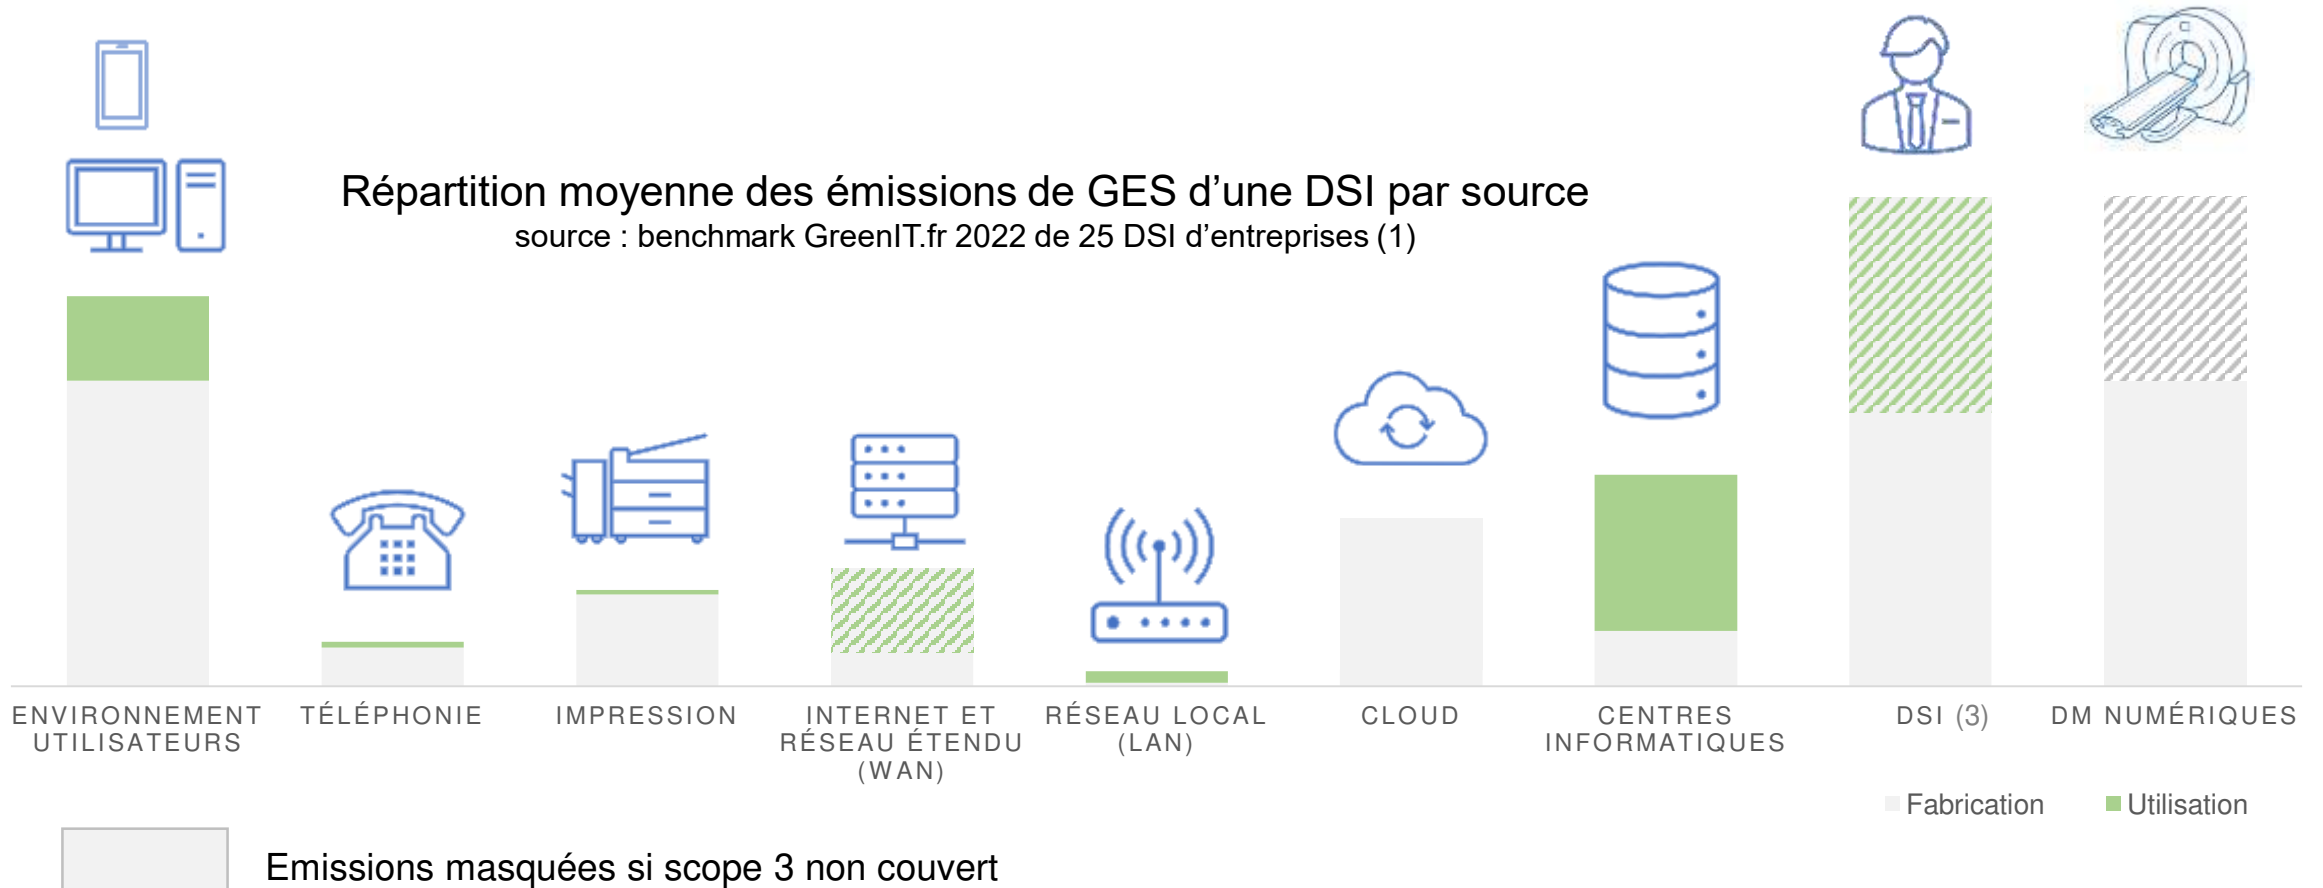 Répartition moyenne des émissions de GES d’une DSI par source
source : benchmark GreenIT.fr 2022 de 25 DSI d’entreprises (1)
ENVIRONNEMENT
UTILISATEURS
TÉLÉPHONIE
IMPRESSION
INTERNET ET
RÉSEAU ÉTENDU
(WAN)
RÉSEAU LOCAL
(LAN)
CLOUD
CENTRES
INFORMATIQUES
DSI (3)
DM NUMÉRIQUES
Fabrication
Utilisation
Emissions masquées si scope 3 non couvert